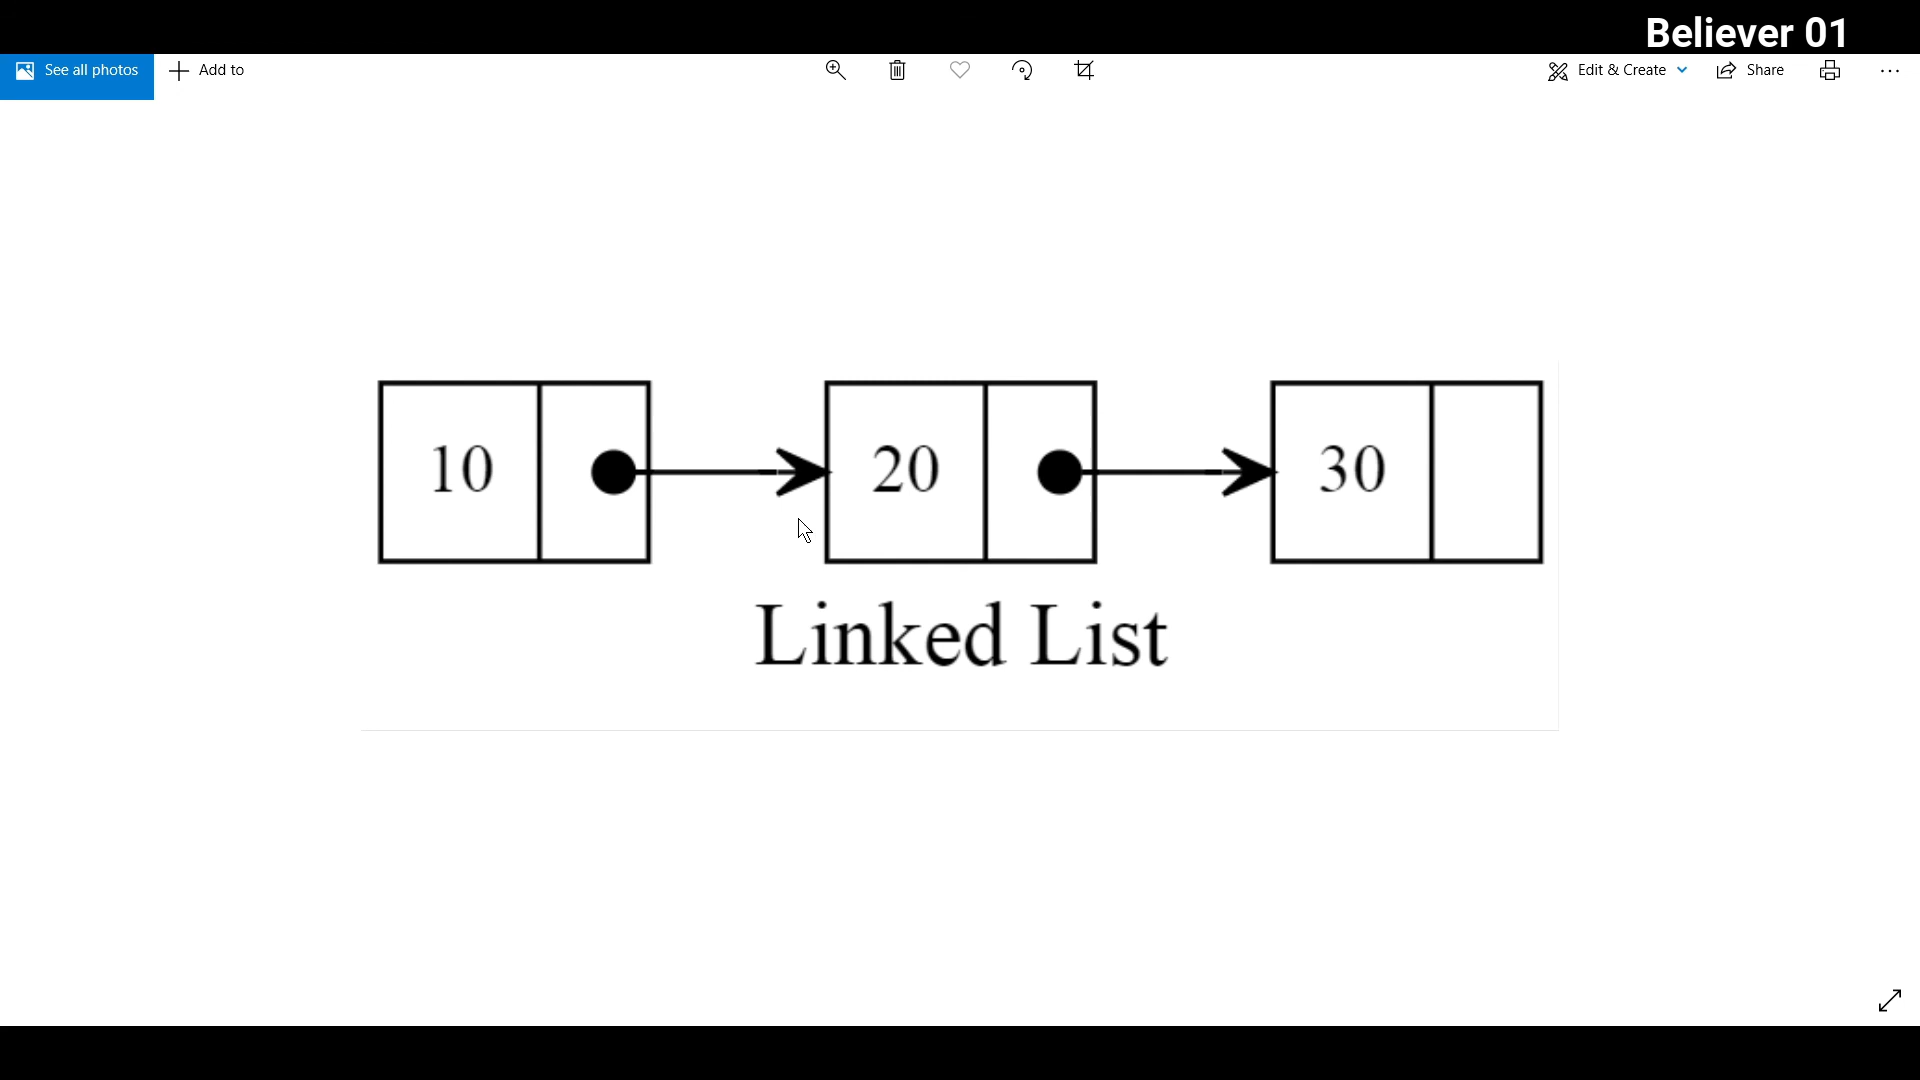 Believer 01
See all photos
Add to
Edit & Create
Share
10
20
30
Linked List